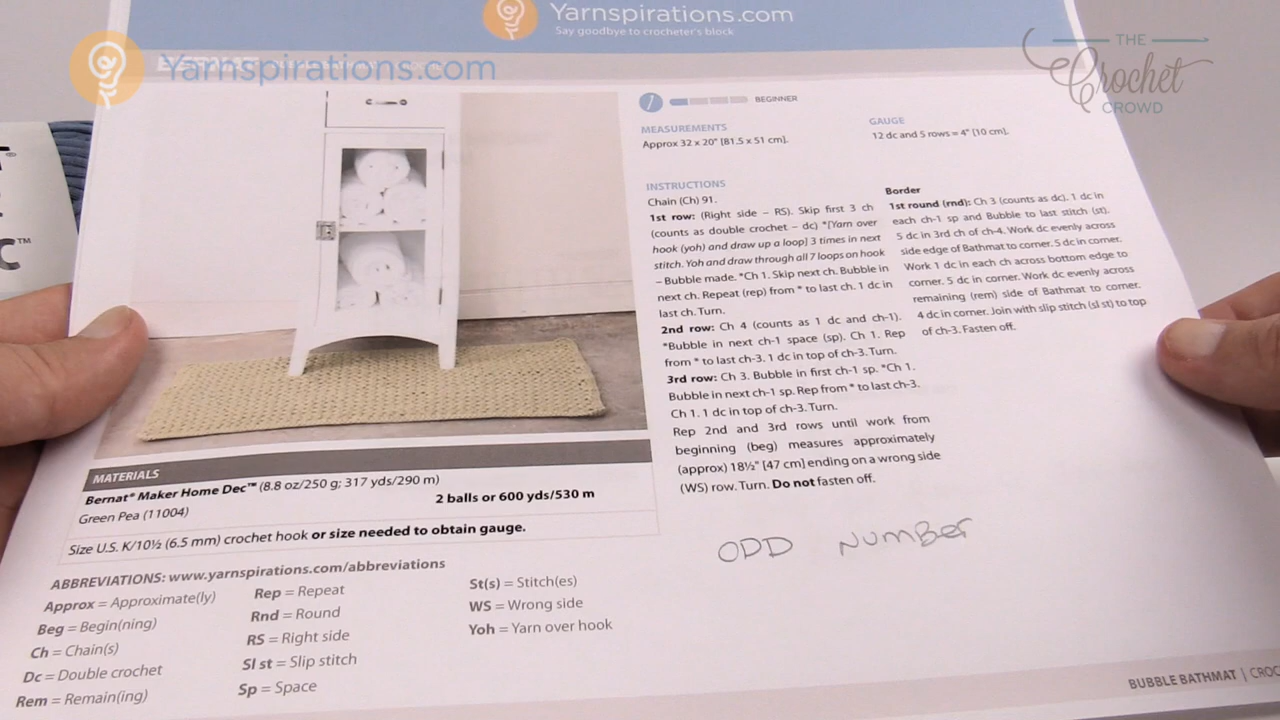 Yarnspirations.com
Say goodbye to crocheter's block
Yarnspirations.com
THE
Crochet
CROWD
BEGINNER
MEASUREMENTS
Approx 32 x 20" [81.5 x 51 cm].
GAUGE
12 dc and 5 rows = 4" [10 cm].
INSTRUCTIONS
Chain (Ch) 91.
1st row: (Right side – RS). Skip first 3 ch
(counts as double crochet – dc) *[Yarn over
hook (yoh) and draw up a loop] 3 times in next
stitch. Yoh and draw through all 7 loops on hook
– Bubble made. *Ch 1. Skip next ch. Bubble in
next ch. Repeat (rep) from * to last ch. 1 dc in
last ch. Turn.
2nd row: Ch 4 (counts as 1 dc and ch-1).
*Bubble in next ch-1 space (sp). Ch 1. Rep
from * to last ch-3. 1 dc in top of ch-3. Turn.
3rd row: Ch 3. Bubble in first ch-1 sp. *Ch 1.
Bubble in next ch-1 sp. Rep from * to last ch-3.
Ch 1. 1 dc in top of ch-3. Turn.
Rep 2nd and 3rd rows until work from
beginning (beg) measures approximately
(approx) 18½" [47 cm] ending on a wrong side
(WS) row. Turn. Do not fasten off.
Border
1st round (rnd): Ch 3 (counts as dc). 1 dc in
each ch-1 sp and Bubble to last stitch (st).
5 dc in 3rd ch of ch-4. Work dc evenly across
side edge of Bathmat to corner. 5 dc in corner.
Work 1 dc in each ch across bottom edge to
corner. 5 dc in corner. Work dc evenly across
remaining (rem) side of Bathmat to corner.
4 dc in corner. Join with slip stitch (sl st) to top
of ch-3. Fasten off.
ODD NUMBER
MATERIALS
Bernat® Maker Home Dec™ (8.8 oz/250 g; 317 yds/290 m)
Green Pea (11004) 2 balls or 600 yds/530 m
Size U.S. K/10½ (6.5 mm) crochet hook or size needed to obtain gauge.
ABBREVIATIONS: www.yarnspirations.com/abbreviations
Approx = Approximate(ly)
Beg = Begin(ning)
Ch = Chain(s)
Dc = Double crochet
Rem = Remain(ing)
Rep = Repeat
Rnd = Round
RS = Right side
Sl st = Slip stitch
Sp = Space
St(s) = Stitch(es)
WS = Wrong side
Yoh = Yarn over hook
BUBBLE BATHMAT | CROC